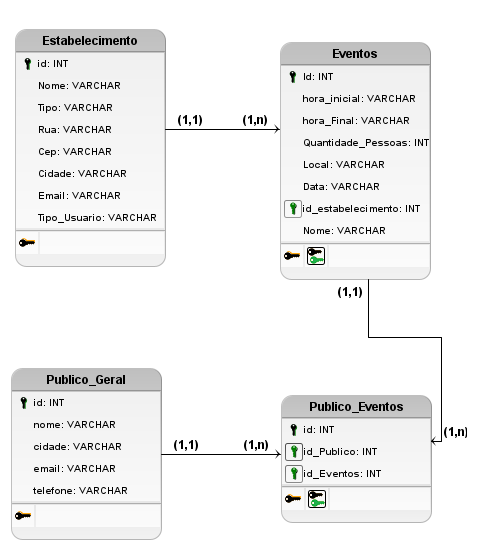 Estabelecimento
id: INT
Nome: VARCHAR
Tipo: VARCHAR
Rua: VARCHAR
Cep: VARCHAR
Cidade: VARCHAR
Email: VARCHAR
Tipo_Usuario: VARCHAR
(1,1)
(1,n)
Eventos
Id: INT
hora_inicial: VARCHAR
hora_Final: VARCHAR
Quantidade_Pessoas: INT
Local: VARCHAR
Data: VARCHAR
id_estabelecimento: INT
Nome: VARCHAR
(1,1)
(1,n)
Publico_Geral
id: INT
nome: VARCHAR
cidade: VARCHAR
email: VARCHAR
telefone: VARCHAR
(1,1)
(1,n)
Publico_Eventos
id: INT
id_Publico: INT
id_Eventos: INT